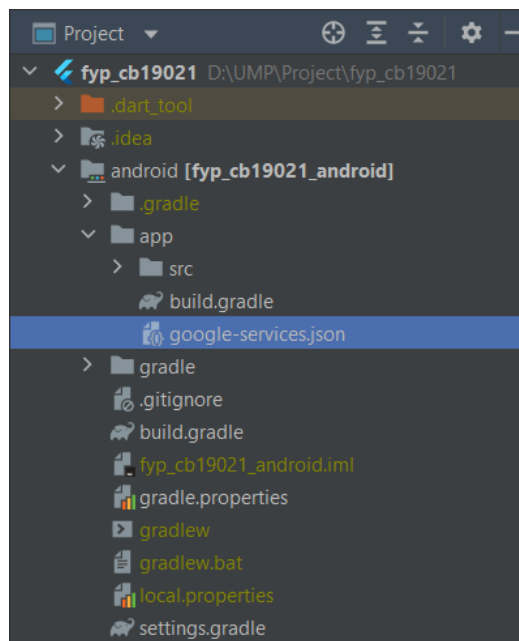 Project
fyp_cb19021 D:\UMP\Project\fyp_cb19021
.dart_tool
.idea
android [fyp_cb19021_android]
.gradle
app
src
build.gradle
google-services.json
gradle
.gitignore
build.gradle
fyp_cb19021_android.iml
gradle.properties
gradlew
gradlew.bat
local.properties
settings.gradle